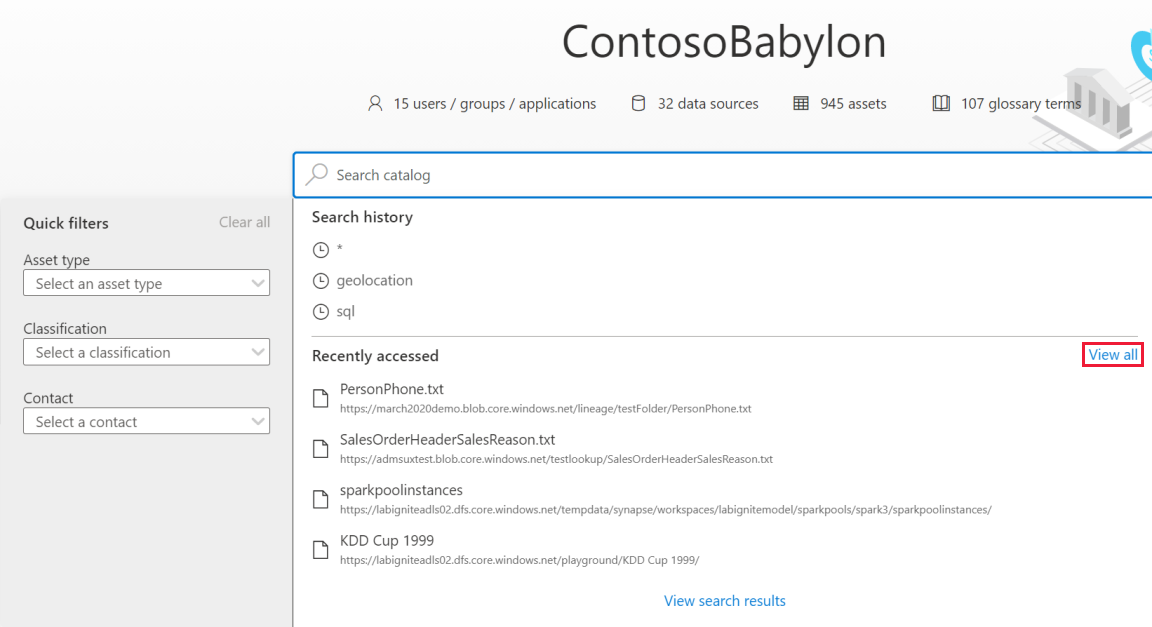 ContosoBabylon
15 users / groups / applications 32 data sources 945 assets 107 glossary terms
Search catalog
Quick filters Clear all
Asset type
Select an asset type
Classification
Select a classification
Contact
Select a contact
Search history
*
geolocation
sql
Recently accessed View all
PersonPhone.txt
https://march2020demo.blob.core.windows.net/lineage/testFolder/PersonPhone.txt
SalesOrderHeaderSalesReason.txt
https://admsuxtest.blob.core.windows.net/testlookup/SalesOrderHeaderSalesReason.txt
sparkpoolinstances
https://labigniteadls02.dfs.core.windows.net/tempdata/synapse/workspaces/labignitemodel/sparkpools/spark3/sparkpoolinstances/
KDD Cup 1999
https://labigniteadls02.dfs.core.windows.net/playground/KDD Cup 1999/
View search results